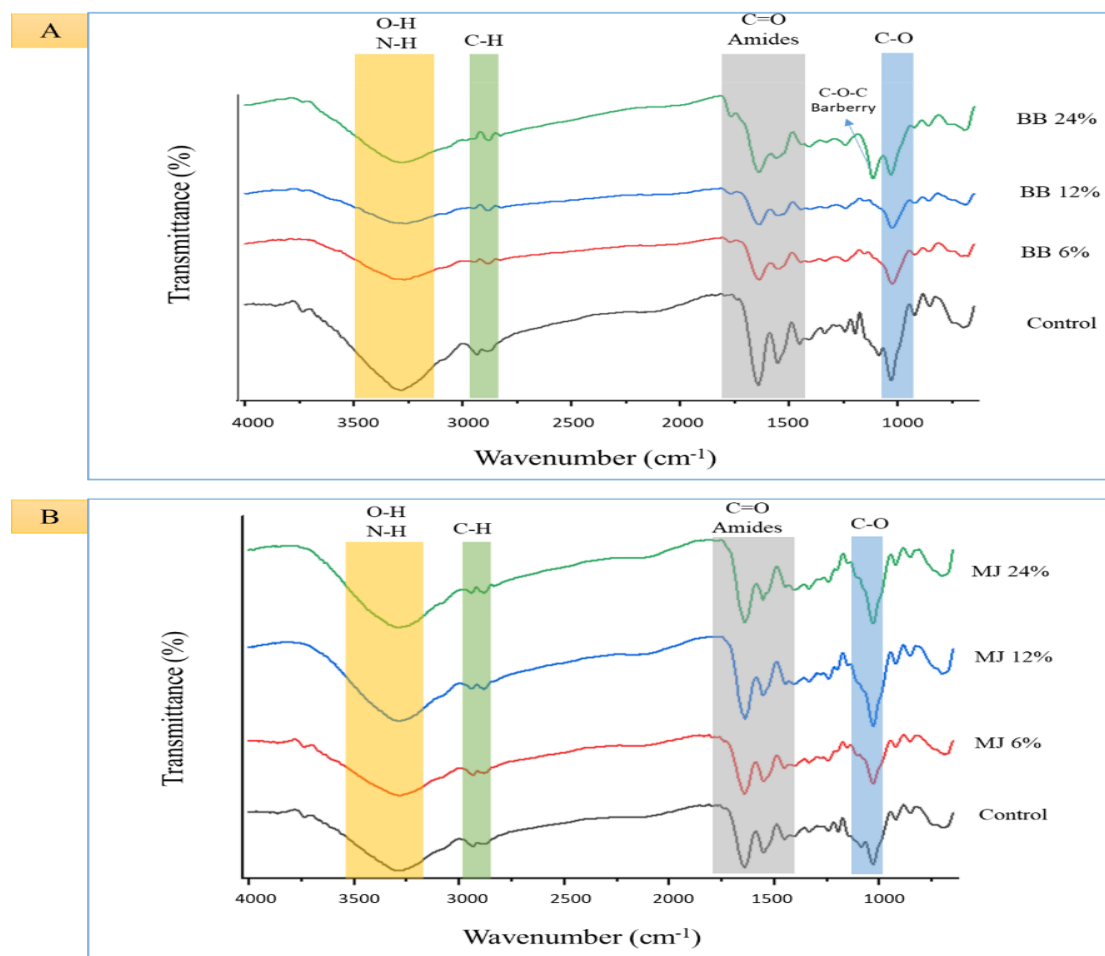 A
O-H
N-H
C-H
C=O
Amides
C-O
C-O-C
Barberry
BB 24%
BB 12%
BB 6%
Control
Transmittance (%)
4000 3500 3000 2500 2000 1500 1000
Wavenumber (cm⁻¹)
B
O-H
N-H
C-H
C=O
Amides
C-O
MJ 24%
MJ 12%
MJ 6%
Control
Transmittance (%)
4000 3500 3000 2500 2000 1500 1000
Wavenumber (cm⁻¹)